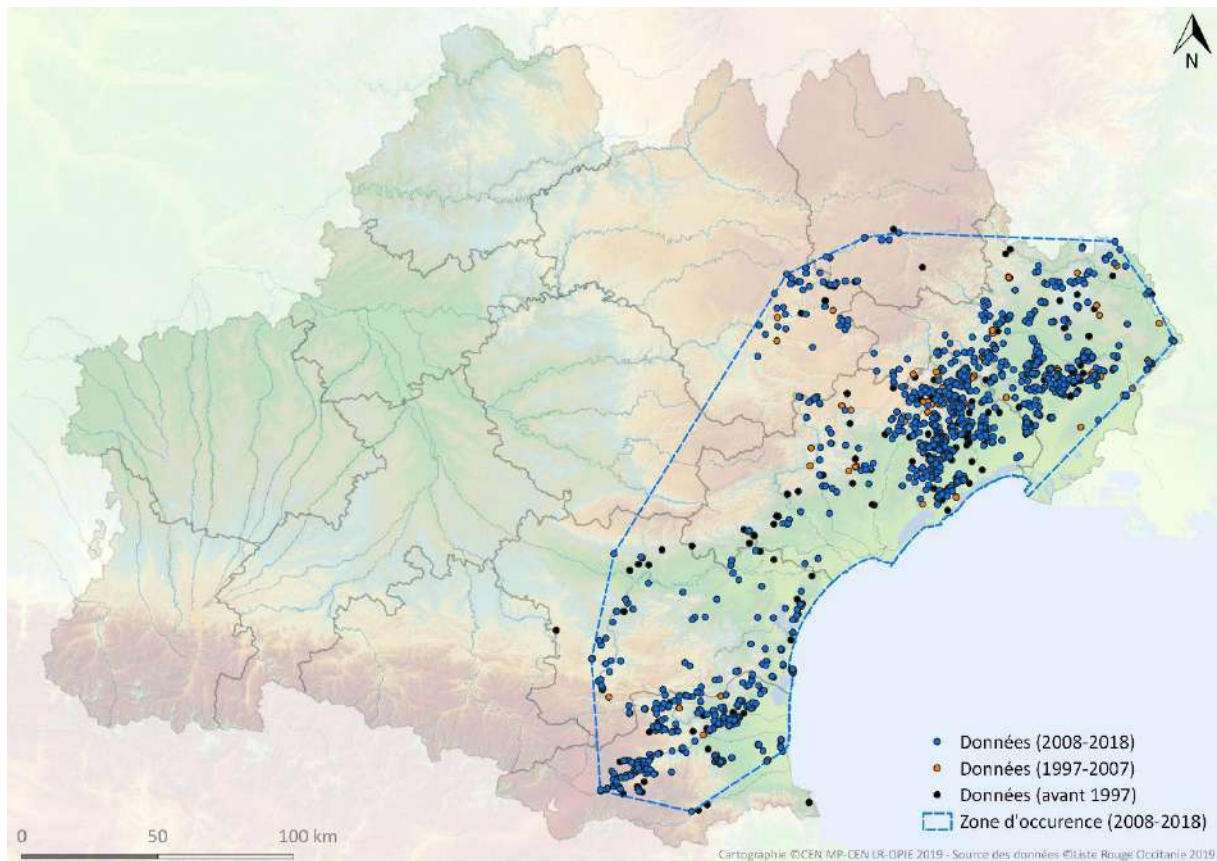 N
Données (2008-2018)
Données (1997-2007)
Données (avant 1997)
Zone d'occurence (2008-2018)
0 50 100 km
Cartographie ©CEN MP-CEN LR-OPIE 2019 - Source des données ©Liste Rouge Occitanie 2019